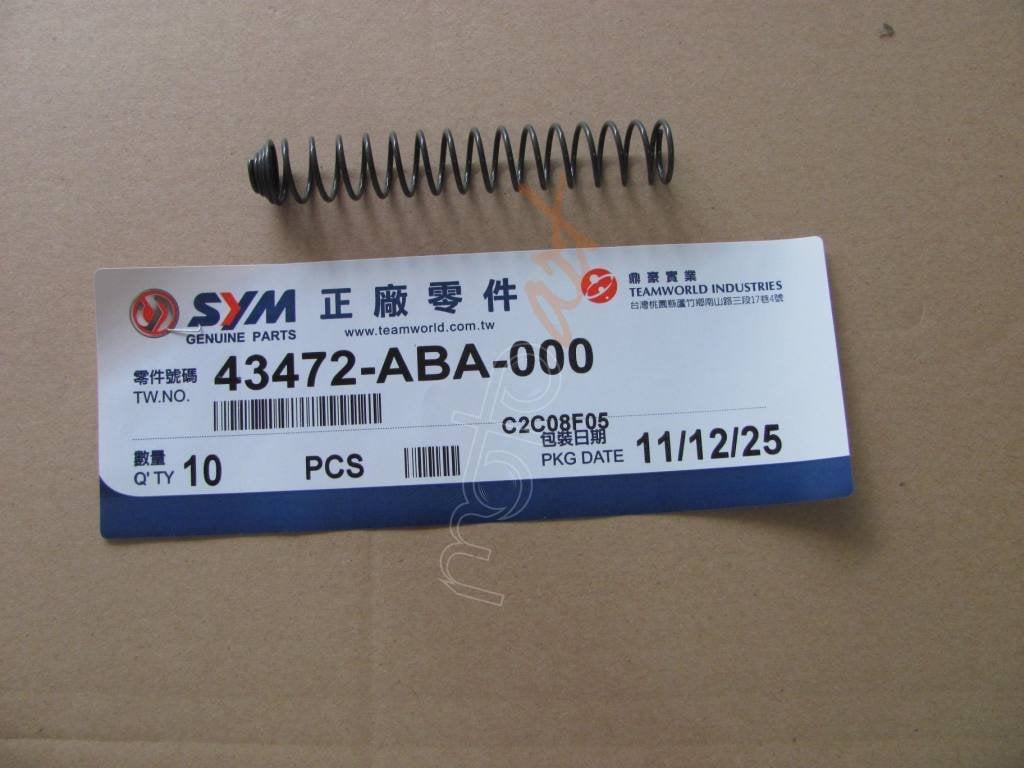 SYM
GENUINE PARTS
正廠零件
www.teamworld.com.tw
鼎豪實業
TEAMWORLD INDUSTRIES
台灣桃園縣蘆竹鄉南山路三段17巷4號
零件號碼
TW.NO.
43472-ABA-000
C2C08F05
數量
Q'TY 10 PCS
包裝日期
PKG DATE 11/12/25